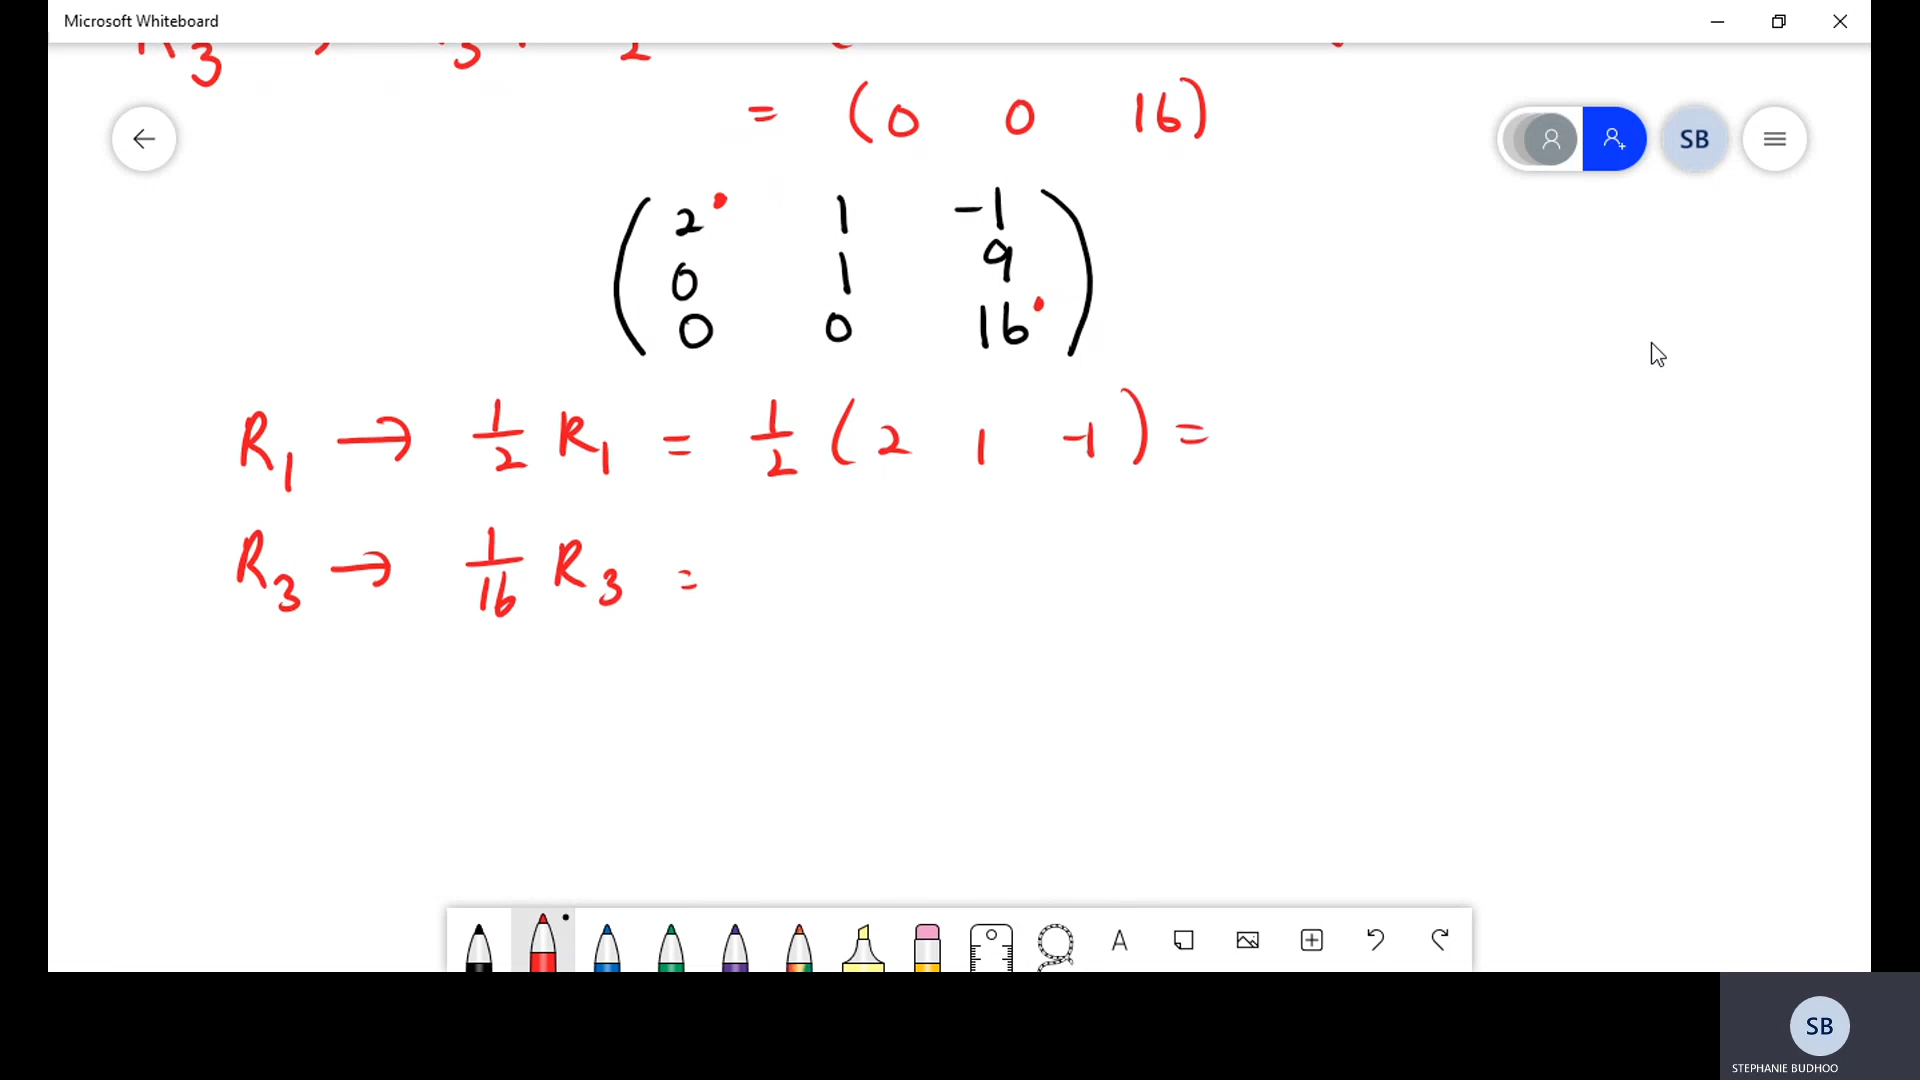 Microsoft Whiteboard
R₃ → 
= (0 0 16)
SB
2 1 -1
0 1 9
0 0 16
R₁ → 1/2 R₁ = 1/2 (2 1 -1) =
R₃ → 1/16 R₃ =
A
SB
STEPHANIE BUDHOO